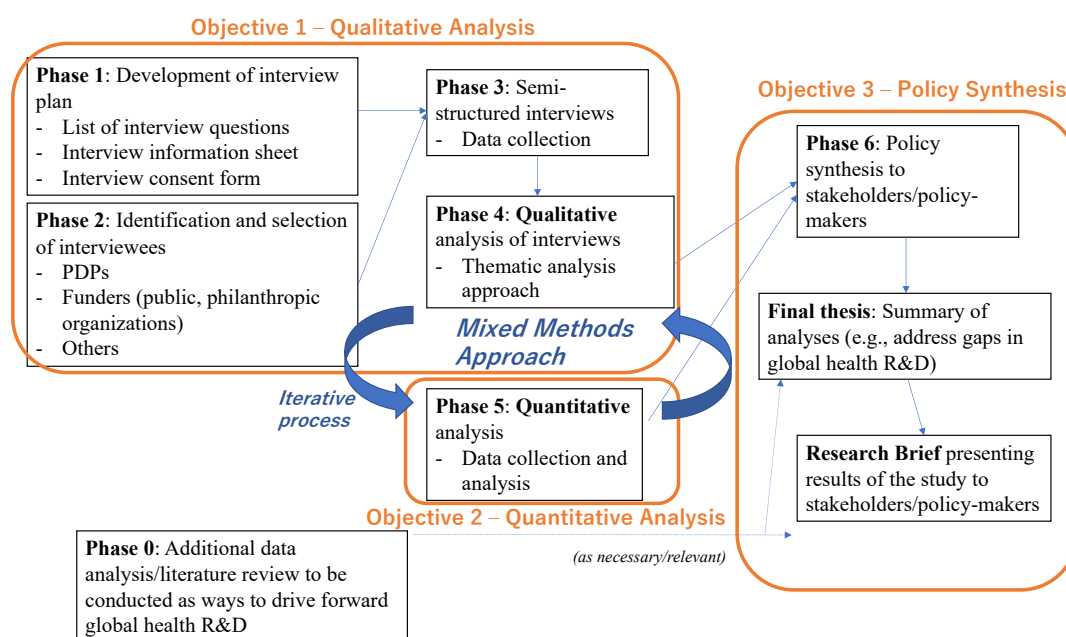 Objective 1 – Qualitative Analysis
Phase 1: Development of interview
plan
- List of interview questions
- Interview information sheet
- Interview consent form
Phase 2: Identification and selection
of interviewees
- PDPs
- Funders (public, philanthropic
organizations)
- Others
Phase 3: Semi-
structured interviews
- Data collection
Phase 4: Qualitative
analysis of interviews
- Thematic analysis
approach
Mixed Methods
Approach
Iterative
process
Phase 5: Quantitative
analysis
- Data collection and
analysis
Objective 2 – Quantitative Analysis
Phase 0: Additional data
analysis/literature review to be
conducted as ways to drive forward
global health R&D
(as necessary/relevant)
Objective 3 – Policy Synthesis
Phase 6: Policy
synthesis to
stakeholders/policy-
makers
Final thesis: Summary of
analyses (e.g., address gaps in
global health R&D)
Research Brief presenting
results of the study to
stakeholders/policy-makers